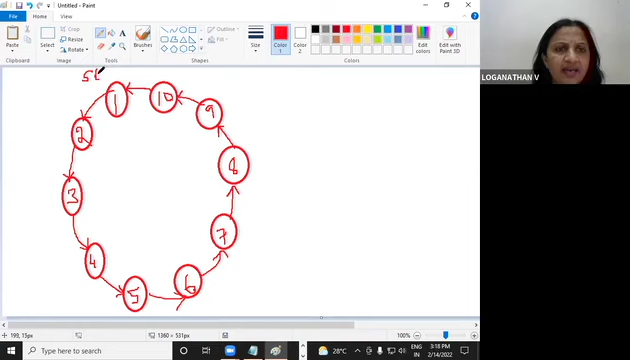 Untitled - Paint
File Home View
Paste
Select
Crop
Resize
Rotate
Brushes
Outline
Fill
Size
Color 1
Color 2
Edit colors
Edit with Paint 3D
Clipboard
Image
Tools
Shapes
Colors
LOGANATHAN V
1
10
9
2
8
3
7
4
6
5
199, 15px
1360 × 531px
100%
Type here to search
28°C
ENG
IN
3:18 PM
2/14/2022